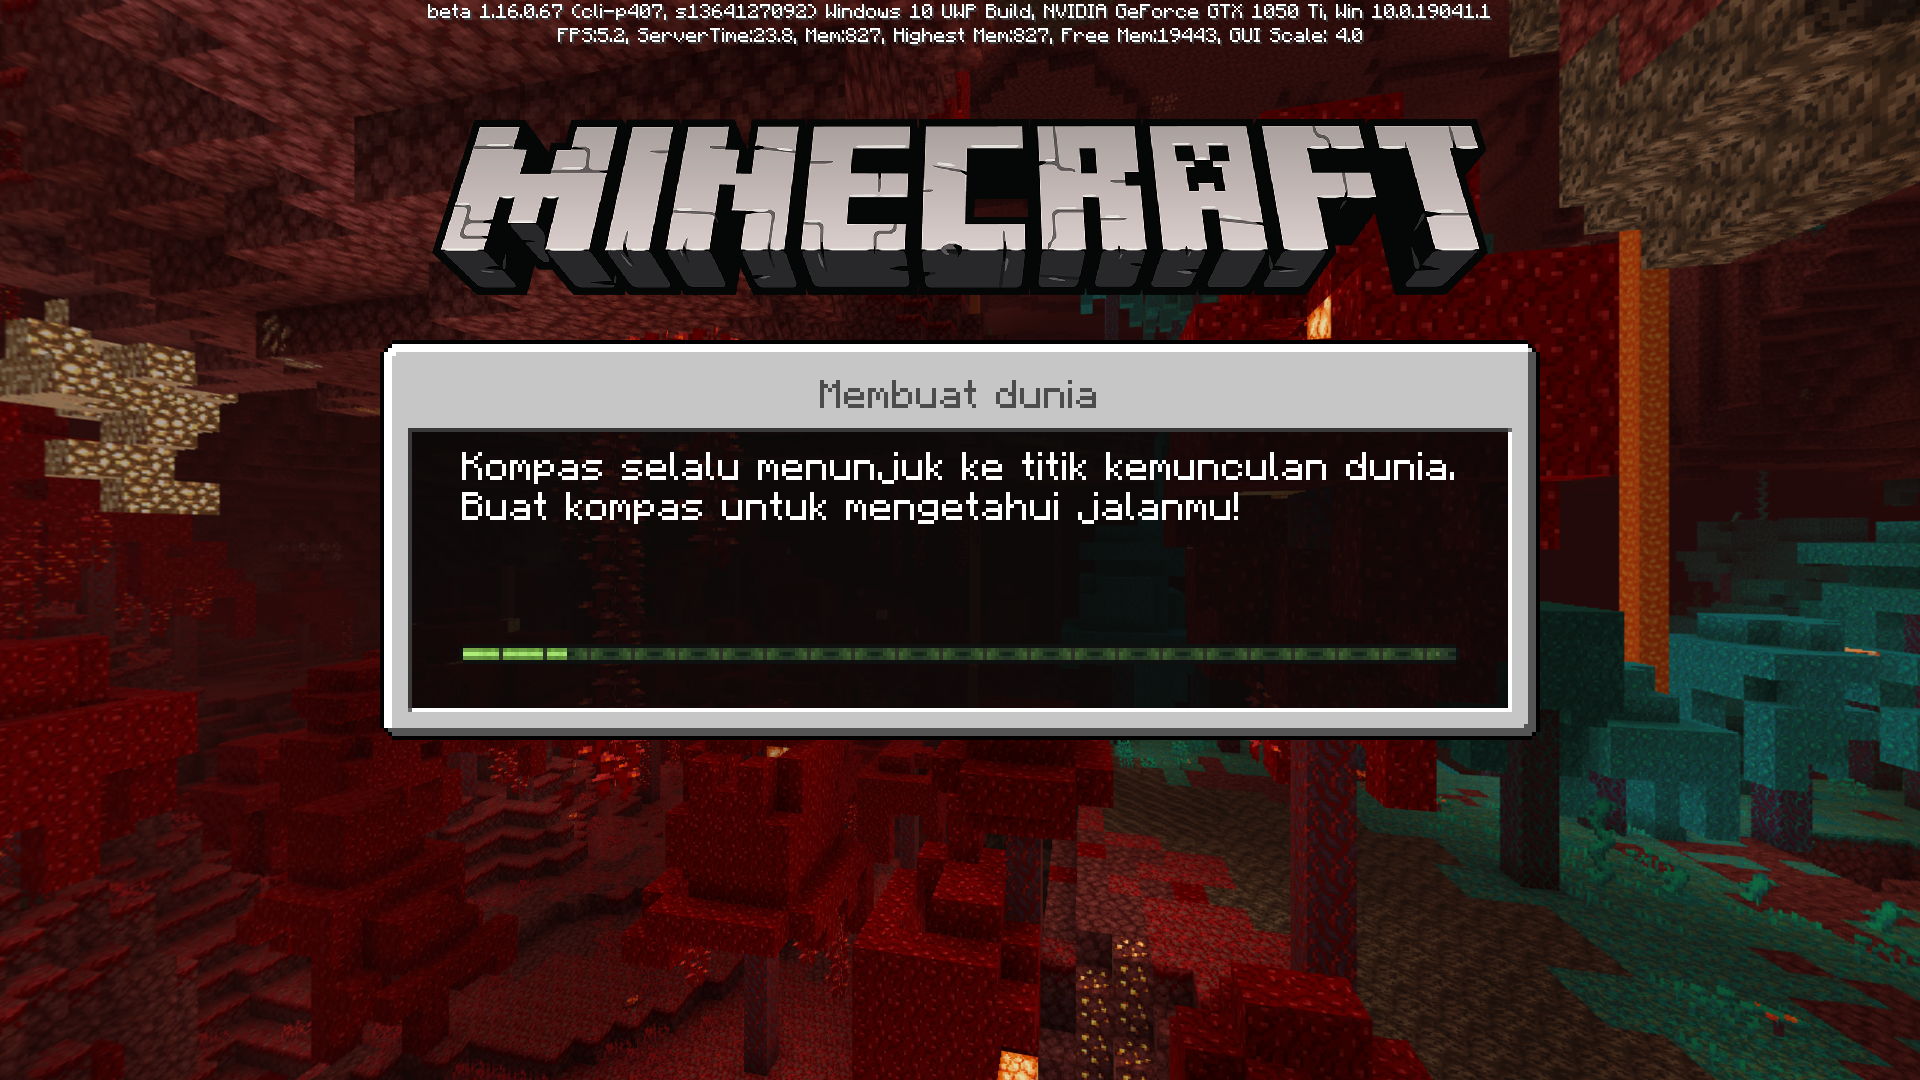 beta 1.16.0.67 (cli-p407, s1364127092) Windows 10 UWP Build, NVIDIA GeForce GTX 1050 Ti, Win 10.0.19041.1
FPS:5.2, ServerTime:23.8, Mem:827, Highest Mem:827, Free Mem:19443, GUI Scale: 4.0
MINECRAFT
Membuat dunia
Kompas selalu menunjuk ke titik kemunculan dunia.
Buat kompas untuk mengetahui jalanmu!